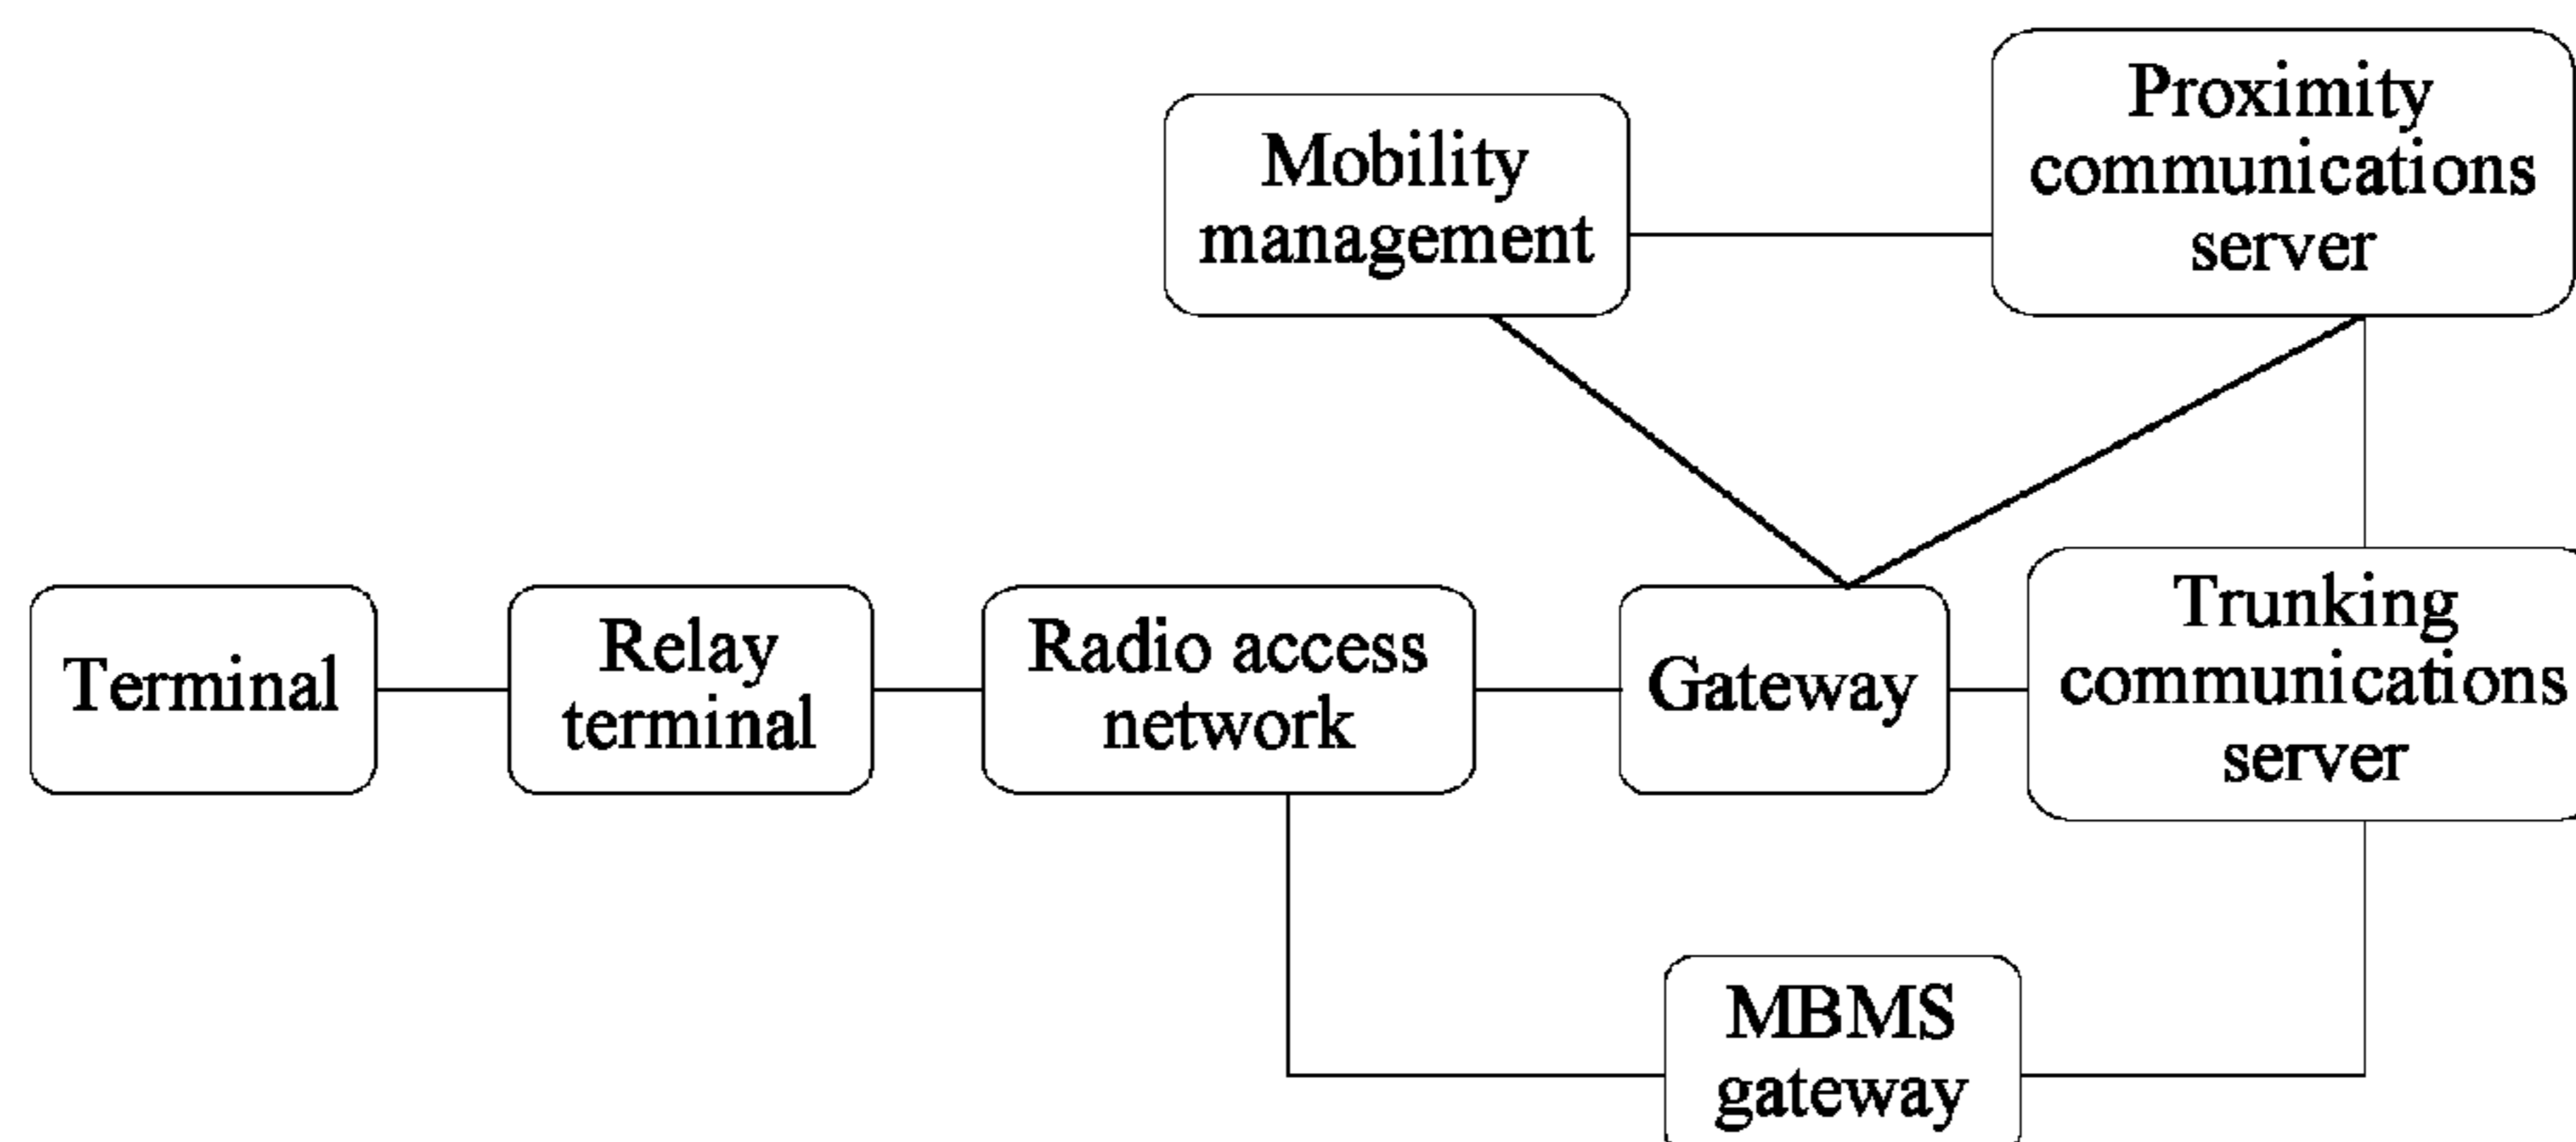 Proximity
communications
server
Mobility
management
Terminal
Relay
terminal
Radio access
network
Gateway
Trunking
communications
server
MBMS
gateway